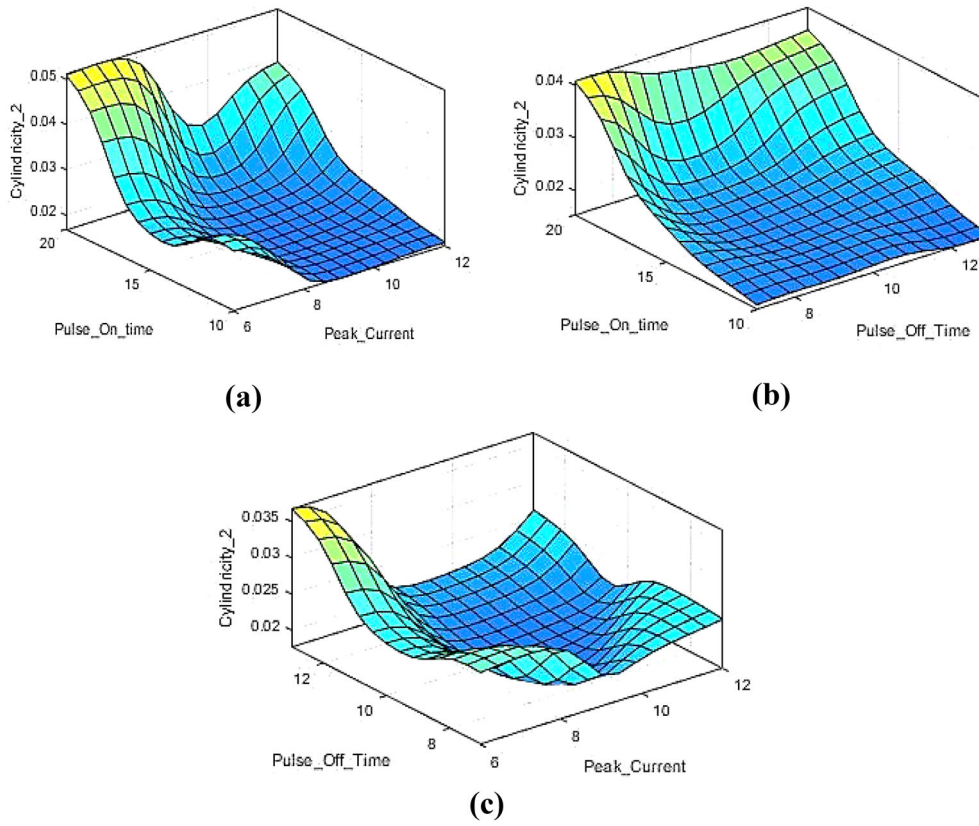 0.05
0.04
0.03
0.02
Cylindricity_2
20
15
10
Pulse_On_time
6
8
10
12
Peak_Current
(a)
0.04
0.03
0.02
Cylindricity_2
20
15
10
Pulse_On_time
8
10
12
Pulse_Off_Time
(b)
0.035
0.03
0.025
0.02
Cylindricity_2
12
10
8
Pulse_Off_Time
6
8
10
12
Peak_Current
(c)